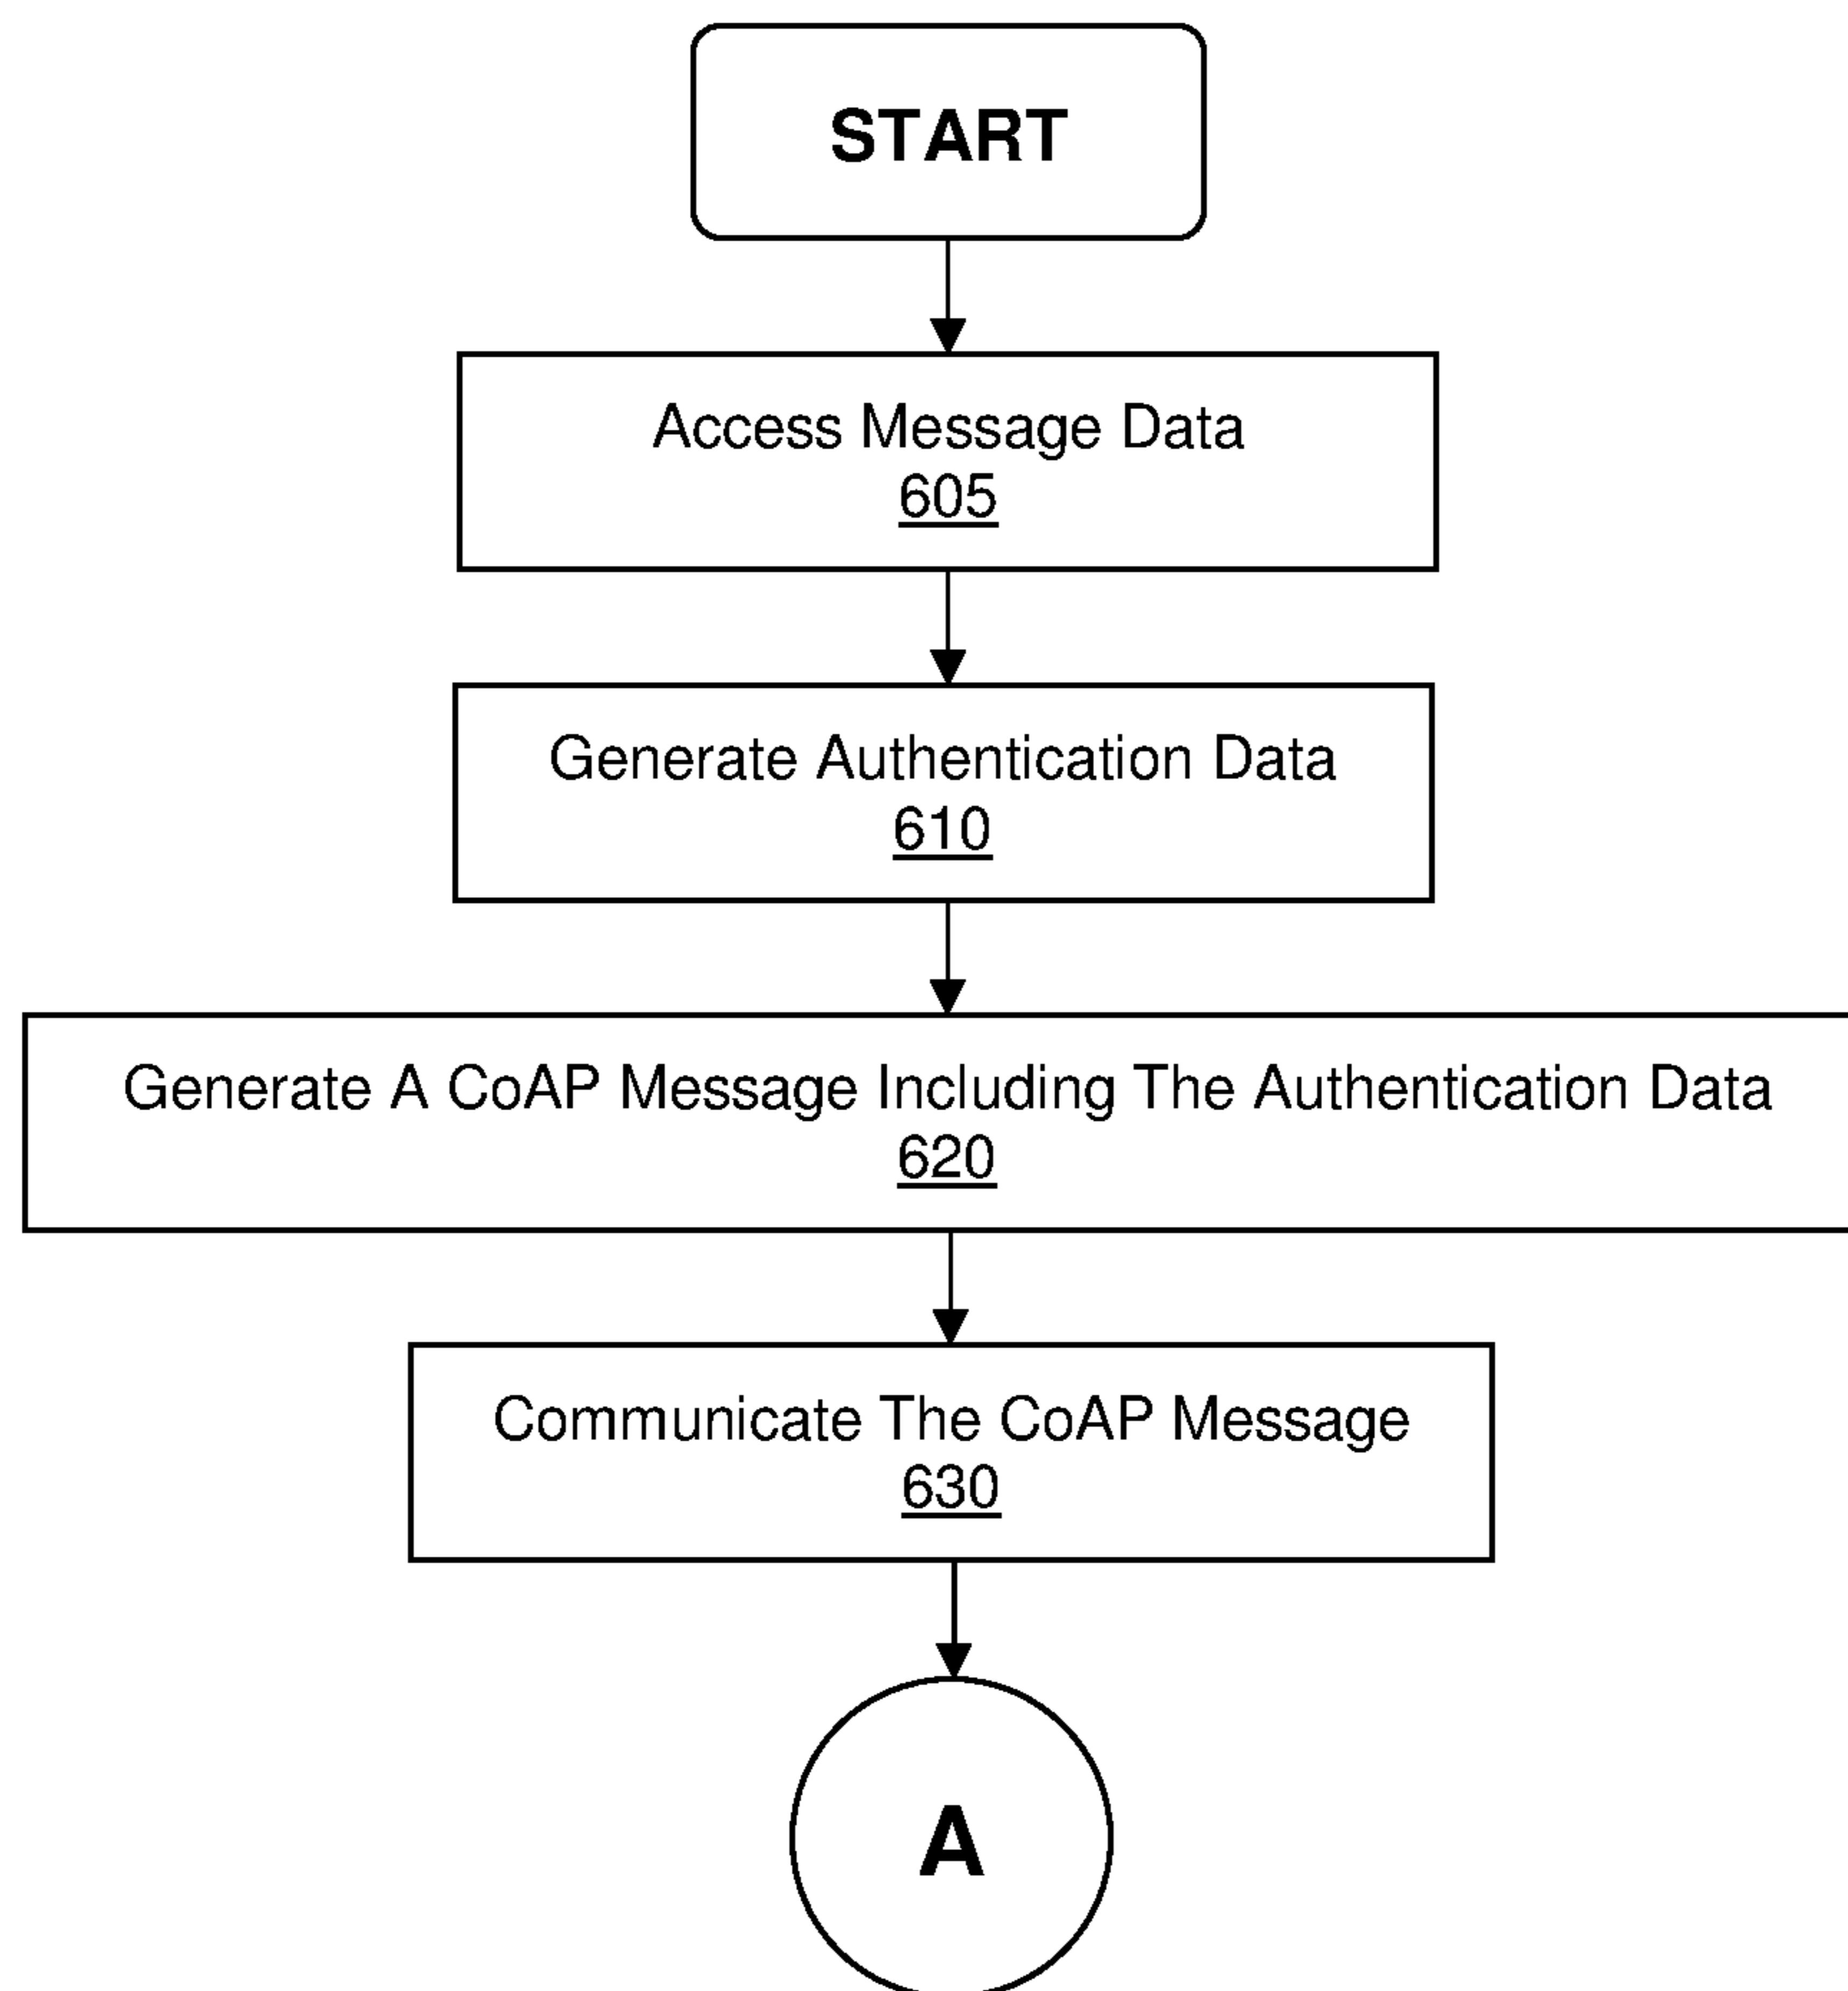 START
Access Message Data
605
Generate Authentication Data
610
Generate A CoAP Message Including The Authentication Data
620
Communicate The CoAP Message
630
A